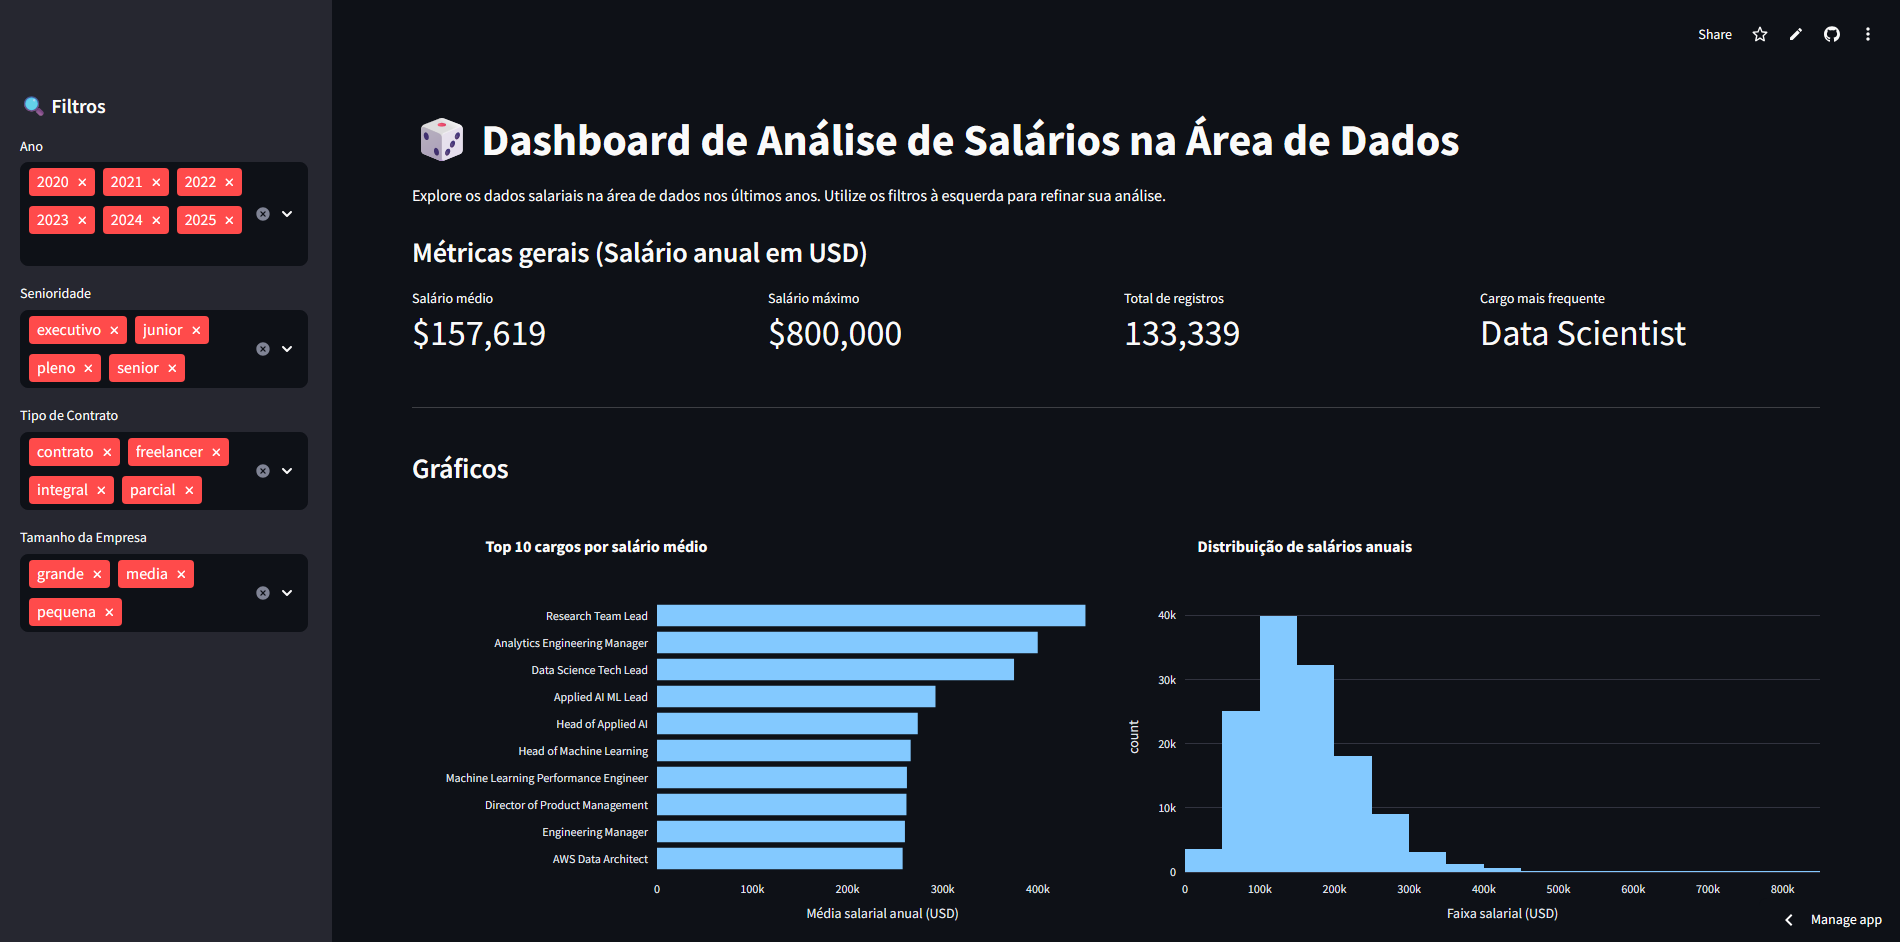 Share
Filtros
Ano
2020 × 2021 × 2022 ×
2023 × 2024 × 2025 ×
Senioridade
executivo × junior ×
pleno × senior ×
Tipo de Contrato
contrato × freelancer ×
integral × parcial ×
Tamanho da Empresa
grande × media ×
pequena ×
Dashboard de Análise de Salários na Área de Dados
Explore os dados salariais na área de dados nos últimos anos. Utilize os filtros à esquerda para refinar sua análise.
Métricas gerais (Salário anual em USD)
Salário médio
$157,619
Salário máximo
$800,000
Total de registros
133,339
Cargo mais frequente
Data Scientist
Gráficos
Top 10 cargos por salário médio
Research Team Lead
Analytics Engineering Manager
Data Science Tech Lead
Applied AI ML Lead
Head of Applied AI
Head of Machine Learning
Machine Learning Performance Engineer
Director of Product Management
Engineering Manager
AWS Data Architect
0 100k 200k 300k 400k
Média salarial anual (USD)
Distribuição de salários anuais
40k
30k
20k
10k
0
count
0 100k 200k 300k 400k 500k 600k 700k 800k
Faixa salarial (USD)
Manage app